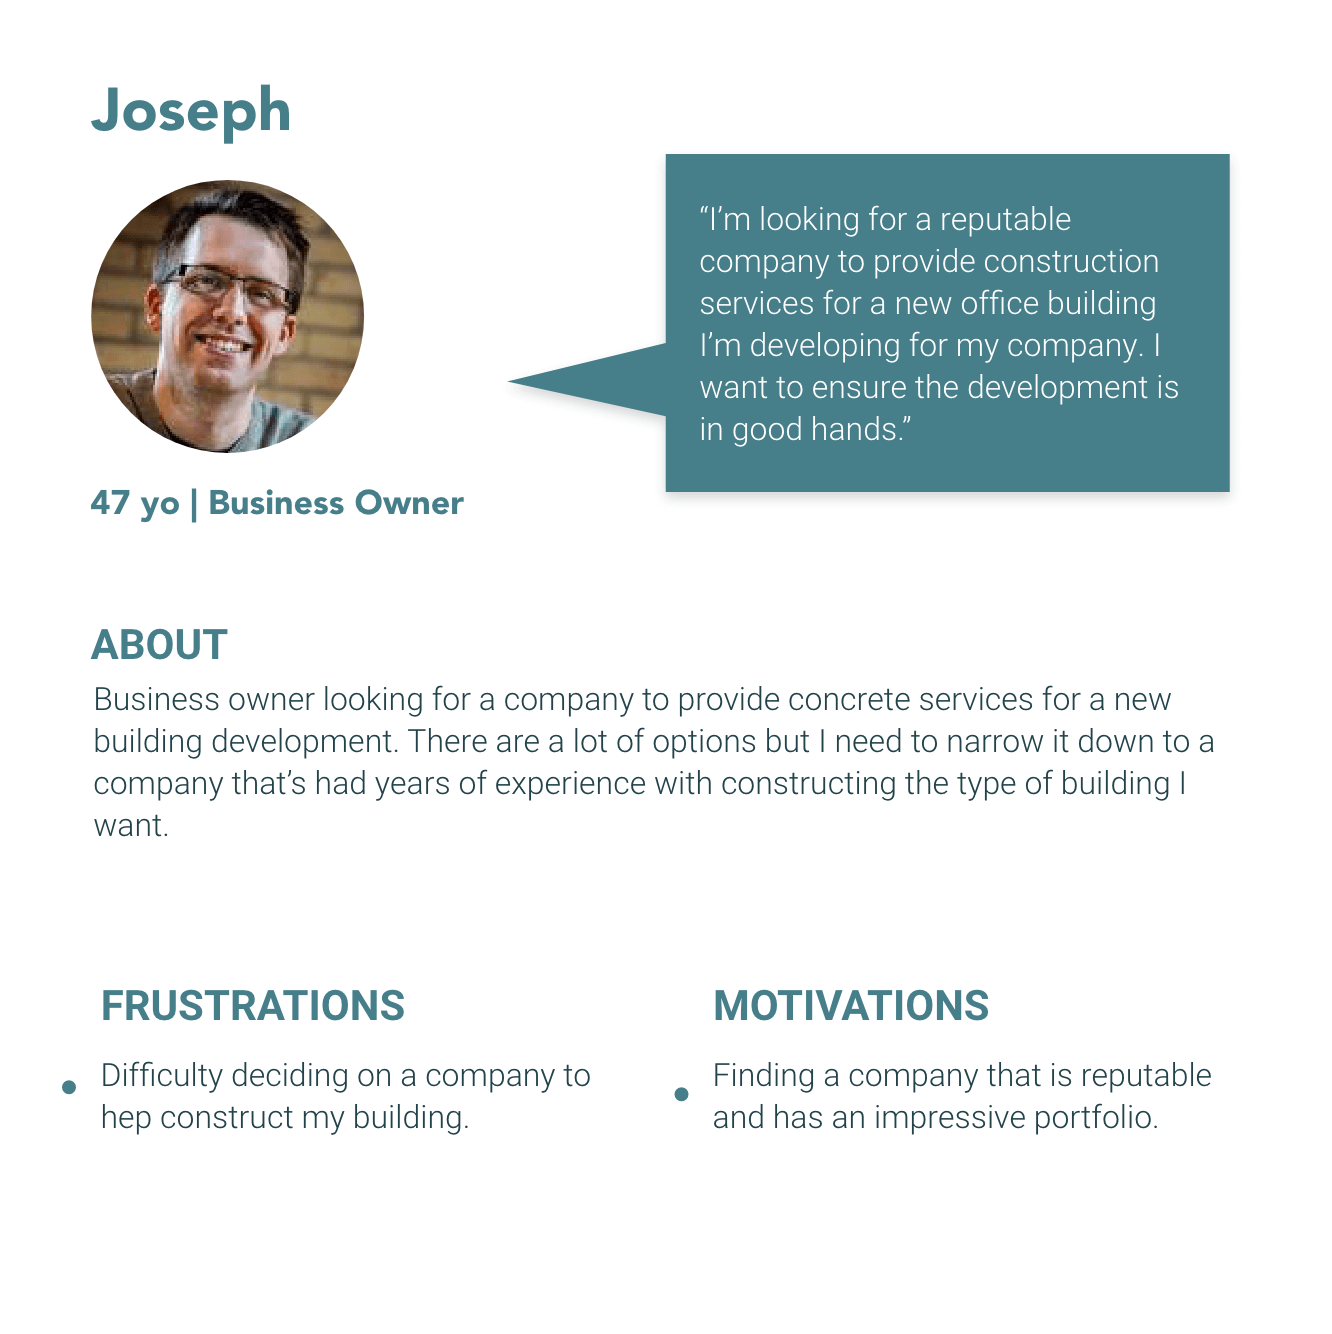 Joseph
“I’m looking for a reputable
company to provide construction
services for a new office building
I’m developing for my company. I
want to ensure the development is
in good hands.”
47 yo | Business Owner
ABOUT
Business owner looking for a company to provide concrete services for a new
building development. There are a lot of options but I need to narrow it down to a
company that’s had years of experience with constructing the type of building I
want.
FRUSTRATIONS
Difficulty deciding on a company to
hep construct my building.
MOTIVATIONS
Finding a company that is reputable
and has an impressive portfolio.